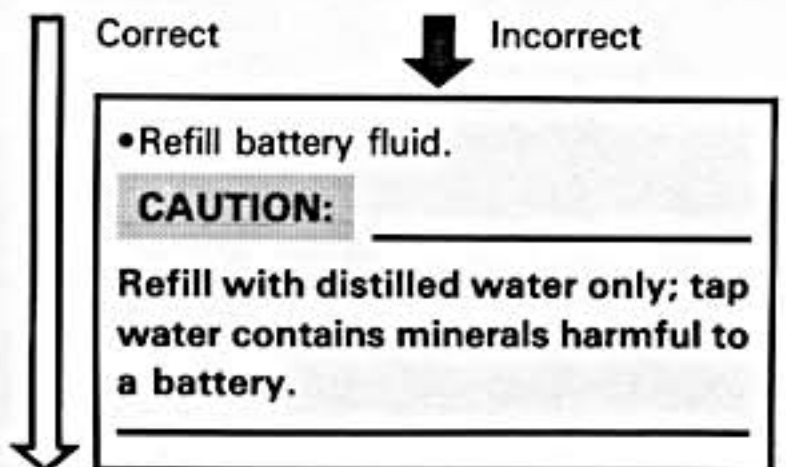 Correct Incorrect
•Refill battery fluid.
CAUTION:
Refill with distilled water only; tap
water contains minerals harmful to
a battery.